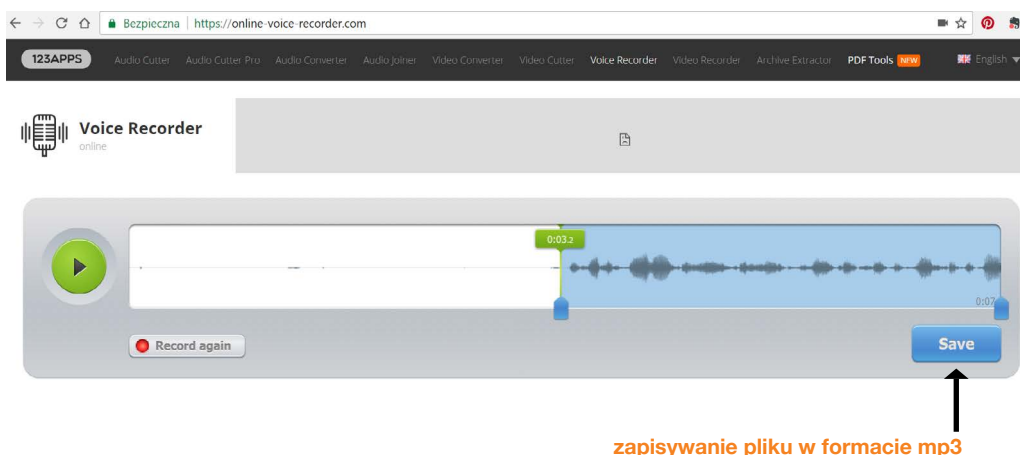 Bezpieczna https://online-voice-recorder.com
123APPS Audio Cutter Audio Cutter Pro Audio Converter Audio Joiner Video Converter Video Cutter Voice Recorder Video Recorder Archive Extractor PDF Tools NEW English
Voice Recorder
online
0:03.2
0:07
Record again
Save
zapisywanie pliku w formacie mp3